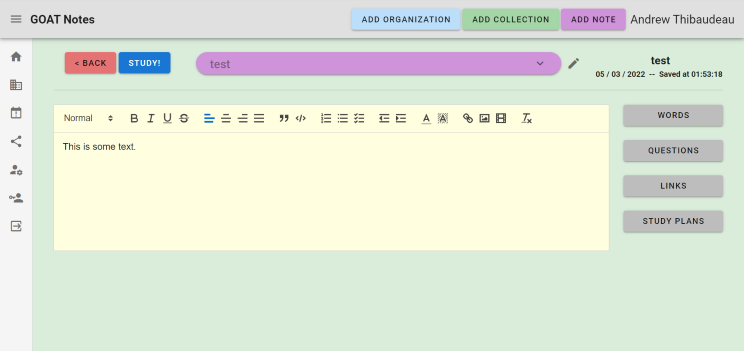 GOAT Notes
ADD ORGANIZATION ADD COLLECTION ADD NOTE Andrew Thibaudeau
< BACK STUDY! test
test
05 / 03 / 2022 -- Saved at 01:53:18
Normal
This is some text.
WORDS
QUESTIONS
LINKS
STUDY PLANS